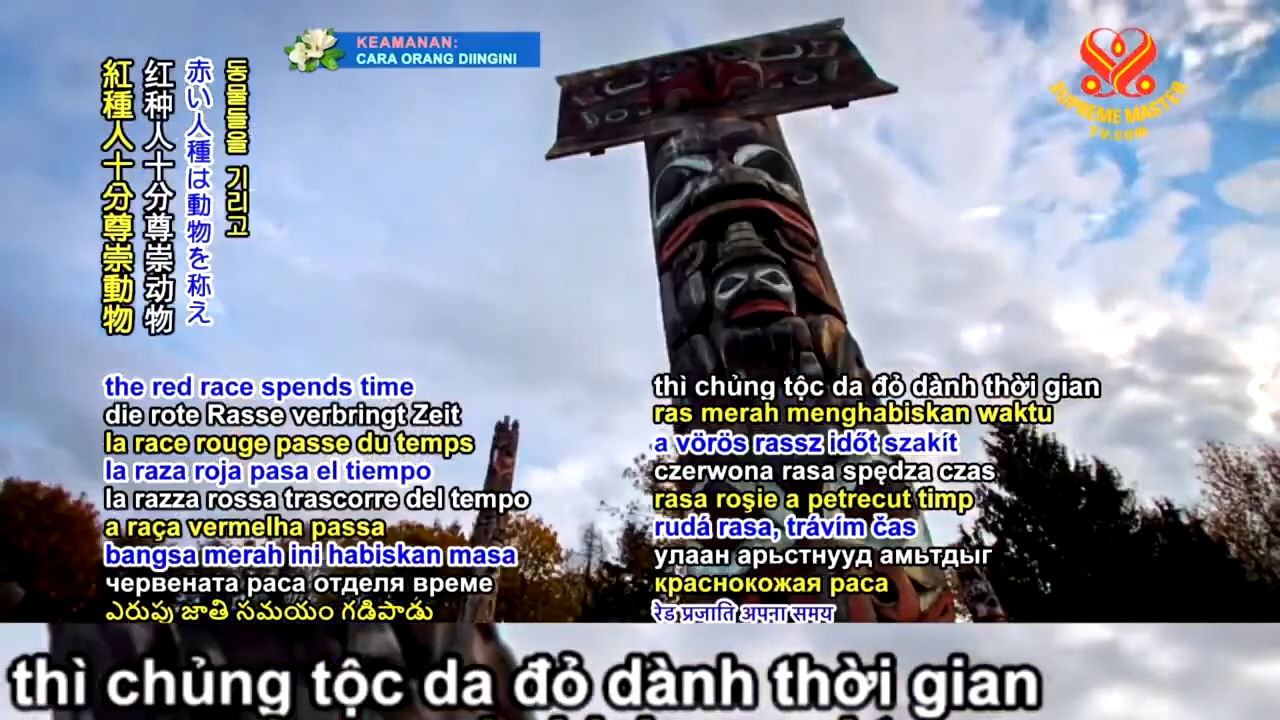 KEAMANAN:
CARA ORANG DIINGINI
SUPREME MASTER
TV.COM
동물들을 기리고
赤い人種は動物を称え
红种人十分尊崇动物
紅種人十分尊崇動物
the red race spends time
die rote Rasse verbringt Zeit
la race rouge passe du temps
la raza roja pasa el tiempo
la razza rossa trascorre del tempo
a raça vermelha passa
bangsa merah ini habiskan masa
червената раса отделя време
ఎరుపు జాతి సమయం గడిపాడు
thì chủng tộc da đỏ dành thời gian
ras merah menghabiskan waktu
a vörös rassz időt szakít
czerwona rasa spędza czas
rasa roşie a petrecut timp
rudá rasa, trávím čas
улаан арьстнууд амьтдыг
краснокожая раса
रेड प्रजाति अपना समय
thì chủng tộc da đỏ dành thời gian